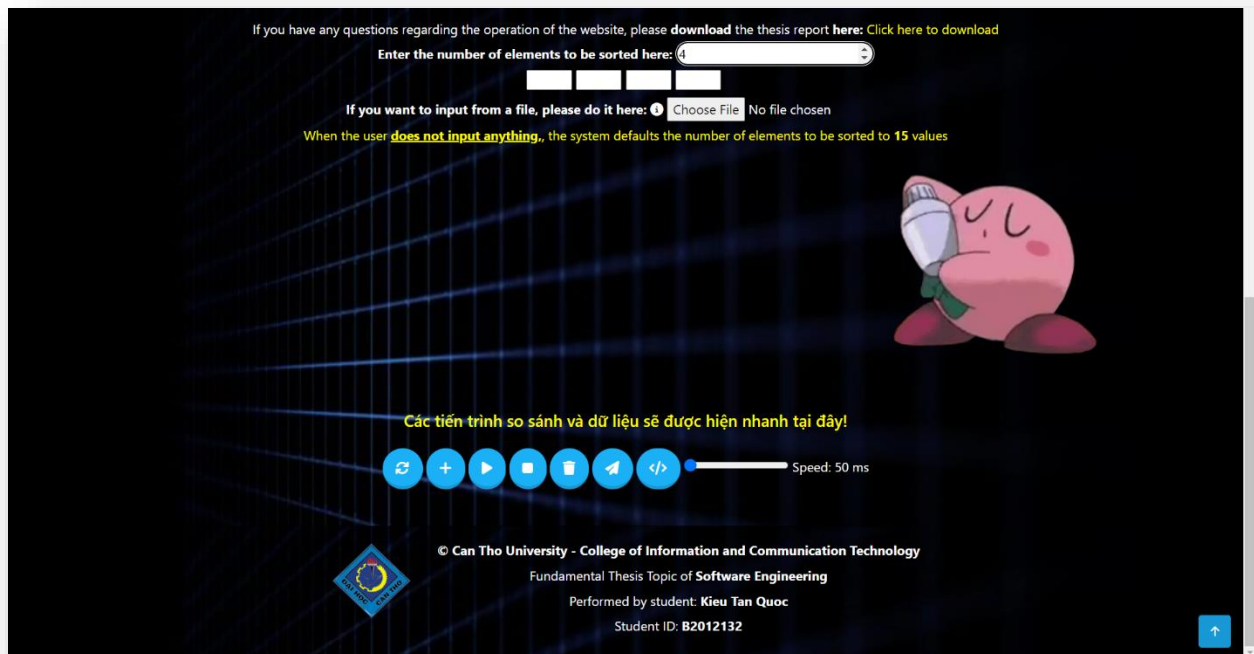 If you have any questions regarding the operation of the website, please download the thesis report here: Click here to download
Enter the number of elements to be sorted here: 4
If you want to input from a file, please do it here: Choose File No file chosen
When the user does not input anything,, the system defaults the number of elements to be sorted to 15 values
Các tiến trình so sánh và dữ liệu sẽ được hiện nhanh tại đây!
</> Speed: 50 ms
© Can Tho University - College of Information and Communication Technology
Fundamental Thesis Topic of Software Engineering
Performed by student: Kieu Tan Quoc
Student ID: B2012132
ĐẠI HỌC CẦN THƠ